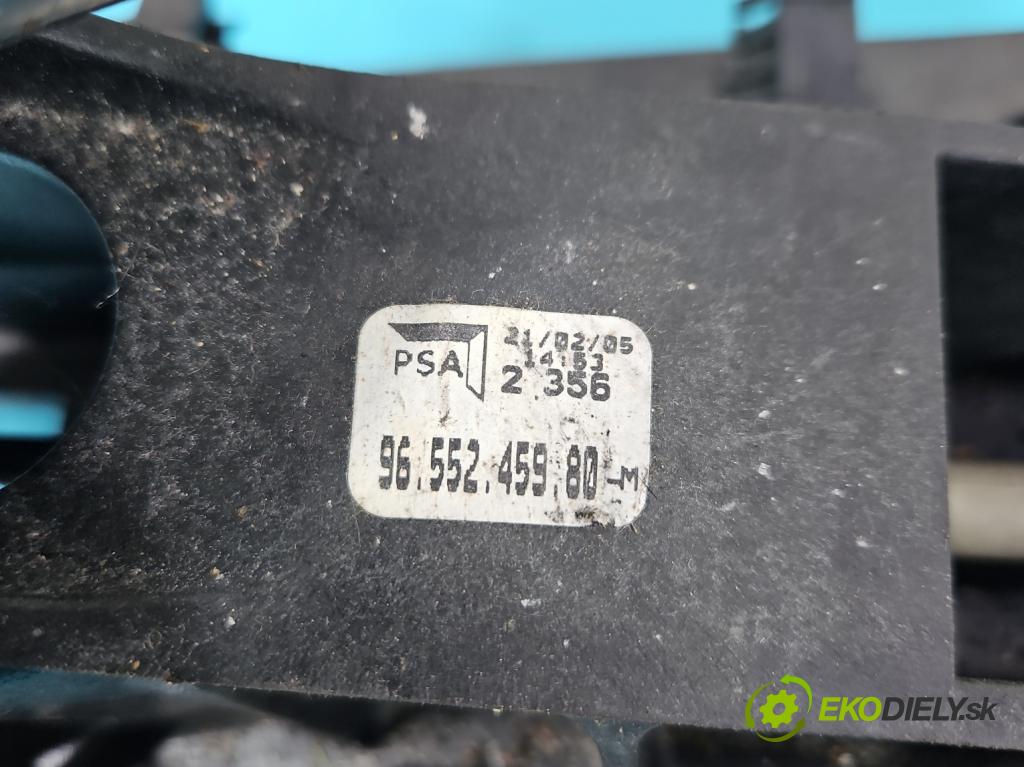 PSA
21/02/05
14:53
2 356
96.552.459.80 -M
EKODIELY.sk